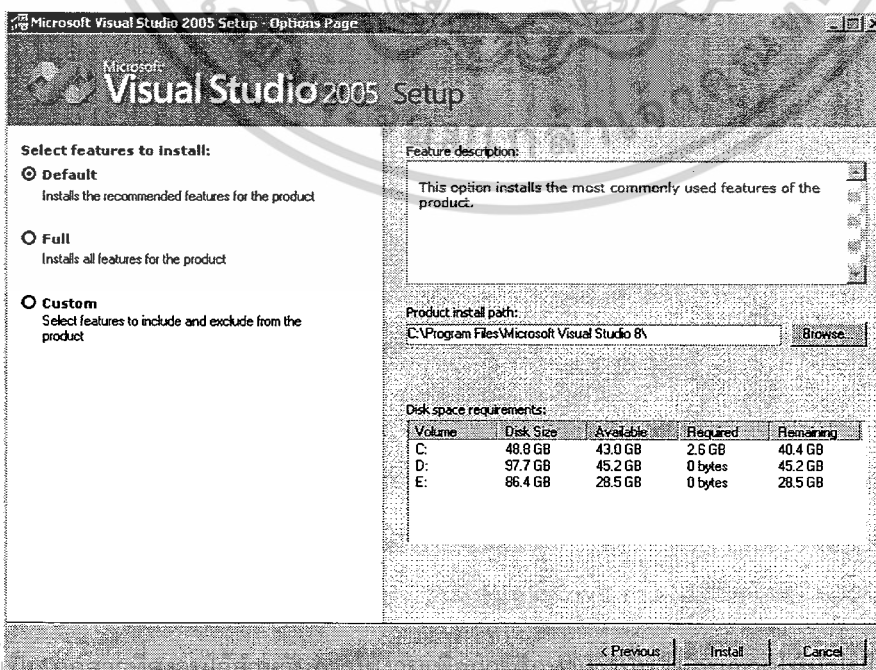 Microsoft Visual Studio 2005 Setup - Options Page
Microsoft
Visual Studio 2005 Setup
Select features to install:
Default
Installs the recommended features for the product
Full
Installs all features for the product
Custom
Select features to include and exclude from the
product
Feature description:
This option installs the most commonly used features of the
product.
Product install path:
C:\Program Files\Microsoft Visual Studio 8\
Browse...
Disk space requirements:
Volume Disk Size Available Required Remaining
C: 48.8 GB 43.0 GB 2.6 GB 40.4 GB
D: 97.7 GB 45.2 GB 0 bytes 45.2 GB
E: 86.4 GB 28.5 GB 0 bytes 28.5 GB
< Previous Install Cancel